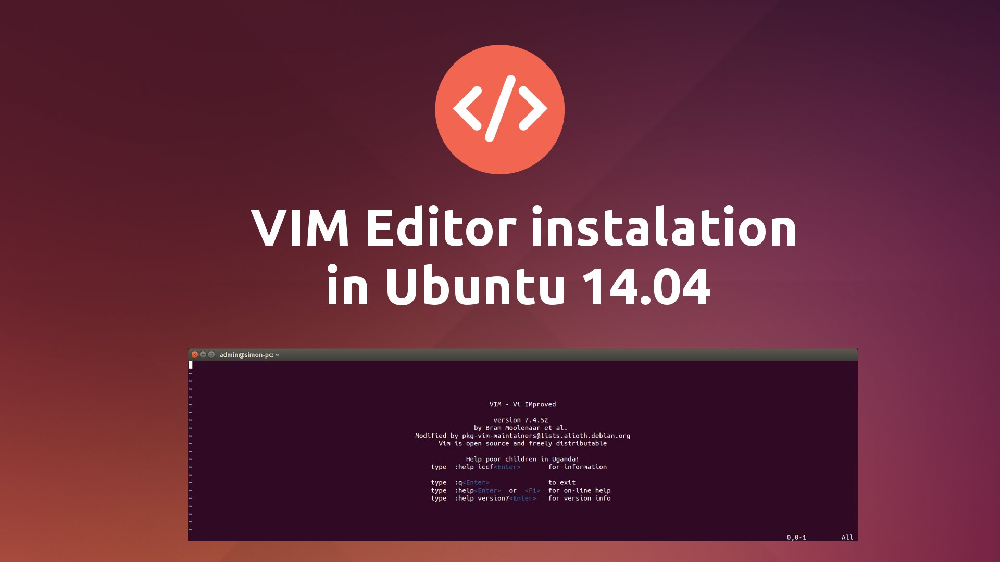 </>
VIM Editor instalation
in Ubuntu 14.04
admin@simon-pc: ~
~
~
~
~
VIM - Vi IMproved
~
~
version 7.4.52
~
by Bram Moolenaar et al.
~
Modified by pkg-vim-maintainers@lists.alioth.debian.org
~
Vim is open source and freely distributable
~
~
Help poor children in Uganda!
~
type :help iccf<Enter> for information
~
~
type :q<Enter> to exit
~
type :help<Enter> or <F1> for on-line help
~
type :help version7<Enter> for version info
~
~
~
~
~
0,0-1 All